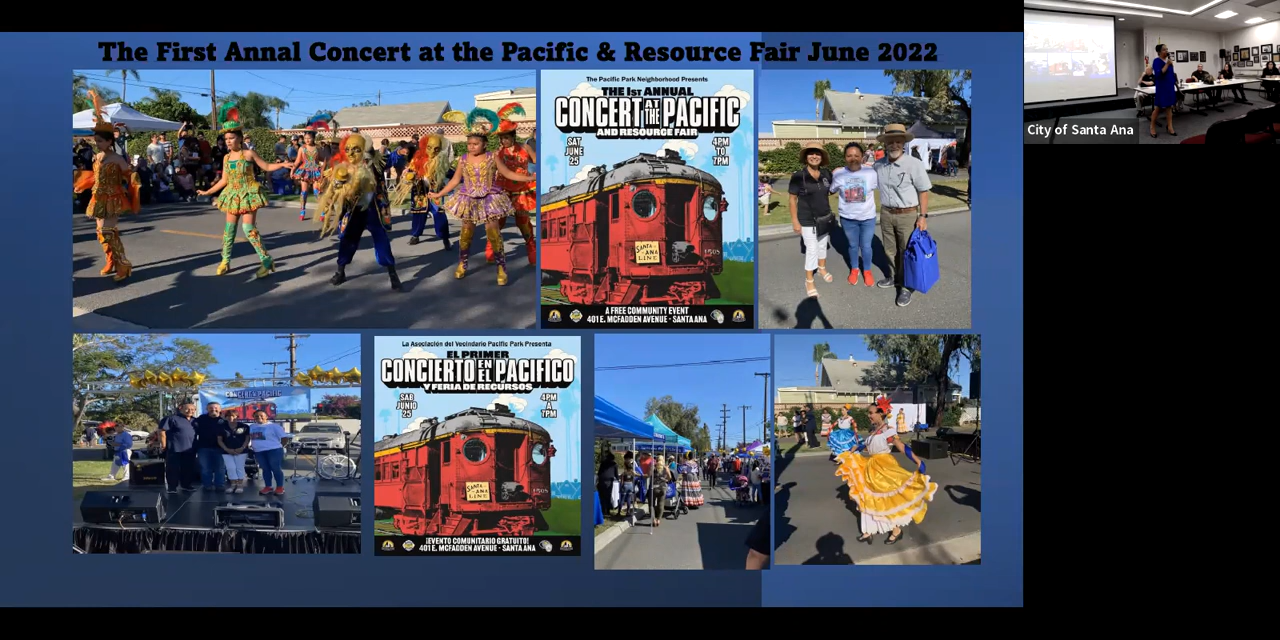 The First Annal Concert at the Pacific & Resource Fair June 2022
City of Santa Ana
The Pacific Park Neighborhood Presents
THE 1ST ANNUAL
CONCERT AT THE PACIFIC
AND RESOURCE FAIR
SAT
JUNE
25
4PM
TO
7PM
SANTA
ANA
LINE
1508
A FREE COMMUNITY EVENT
401 E. MCFADDEN AVENUE - SANTA ANA
La Asociación del Vecindario Pacific Park Presenta
EL PRIMER
CONCIERTO EN EL PACIFICO
Y FERIA DE RECURSOS
SAB
JUNIO
25
4PM
A
7PM
SANTA
ANA
LINE
1508
¡EVENTO COMUNITARIO GRATUITO!
401 E. MCFADDEN AVENUE - SANTA ANA